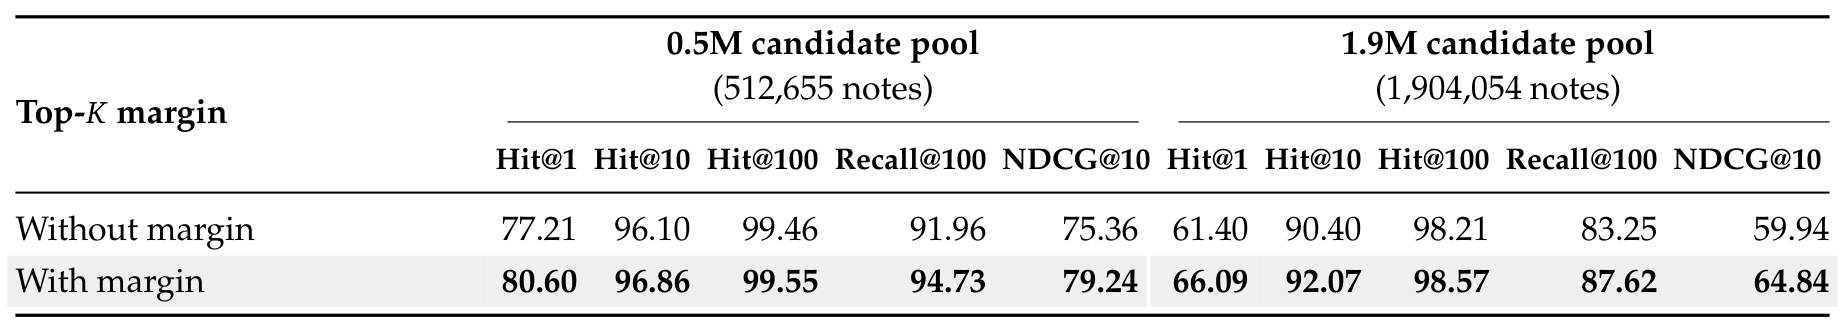 0.5M candidate pool 1.9M candidate pool
(512,655 notes) (1,904,054 notes)
Top-K margin
Hit@1 Hit@10 Hit@100 Recall@100 NDCG@10 Hit@1 Hit@10 Hit@100 Recall@100 NDCG@10
Without margin 77.21 96.10 99.46 91.96 75.36 61.40 90.40 98.21 83.25 59.94
With margin 80.60 96.86 99.55 94.73 79.24 66.09 92.07 98.57 87.62 64.84